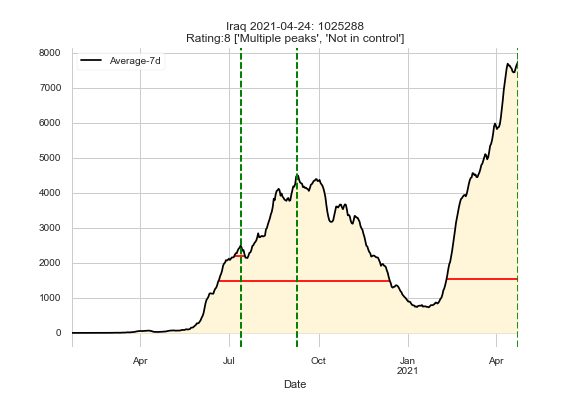 Iraq 2021-04-24: 1025288
Rating:8 ['Multiple peaks', 'Not in control']
Average-7d
8000
7000
6000
5000
4000
3000
2000
1000
0
Apr
Jul
Oct
Jan
2021
Apr
Date